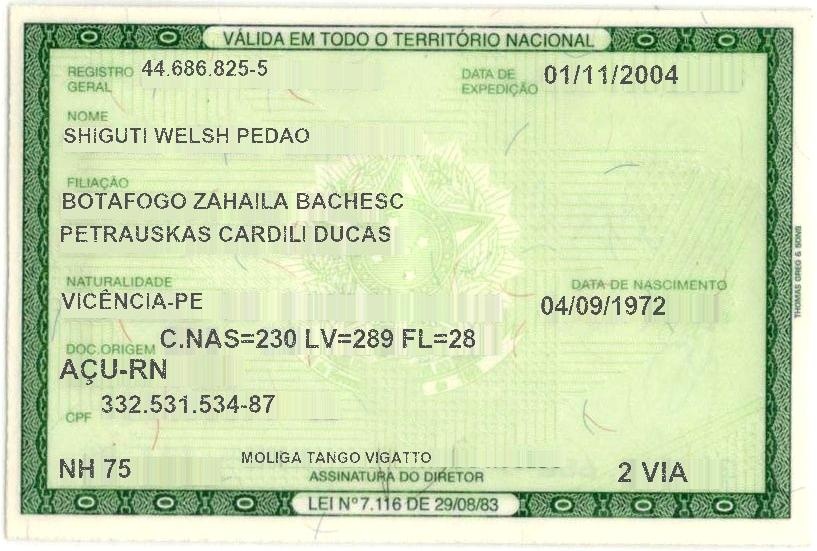 VÁLIDA EM TODO O TERRITÓRIO NACIONAL
REGISTRO GERAL 44.686.825-5 DATA DE EXPEDIÇÃO 01/11/2004
NOME
SHIGUTI WELSH PEDAO
FILIAÇÃO
BOTAFOGO ZAHAILA BACHESC
PETRAUSKAS CARDILI DUCAS
NATURALIDADE DATA DE NASCIMENTO
VICÊNCIA-PE 04/09/1972
DOC.ORIGEM C.NAS=230 LV=289 FL=28
AÇU-RN
CPF 332.531.534-87
NH 75 MOLIGA TANGO VIGATTO 2 VIA
ASSINATURA DO DIRETOR
LEI Nº 7.116 DE 29/08/83
THOMAS GREG & SONS